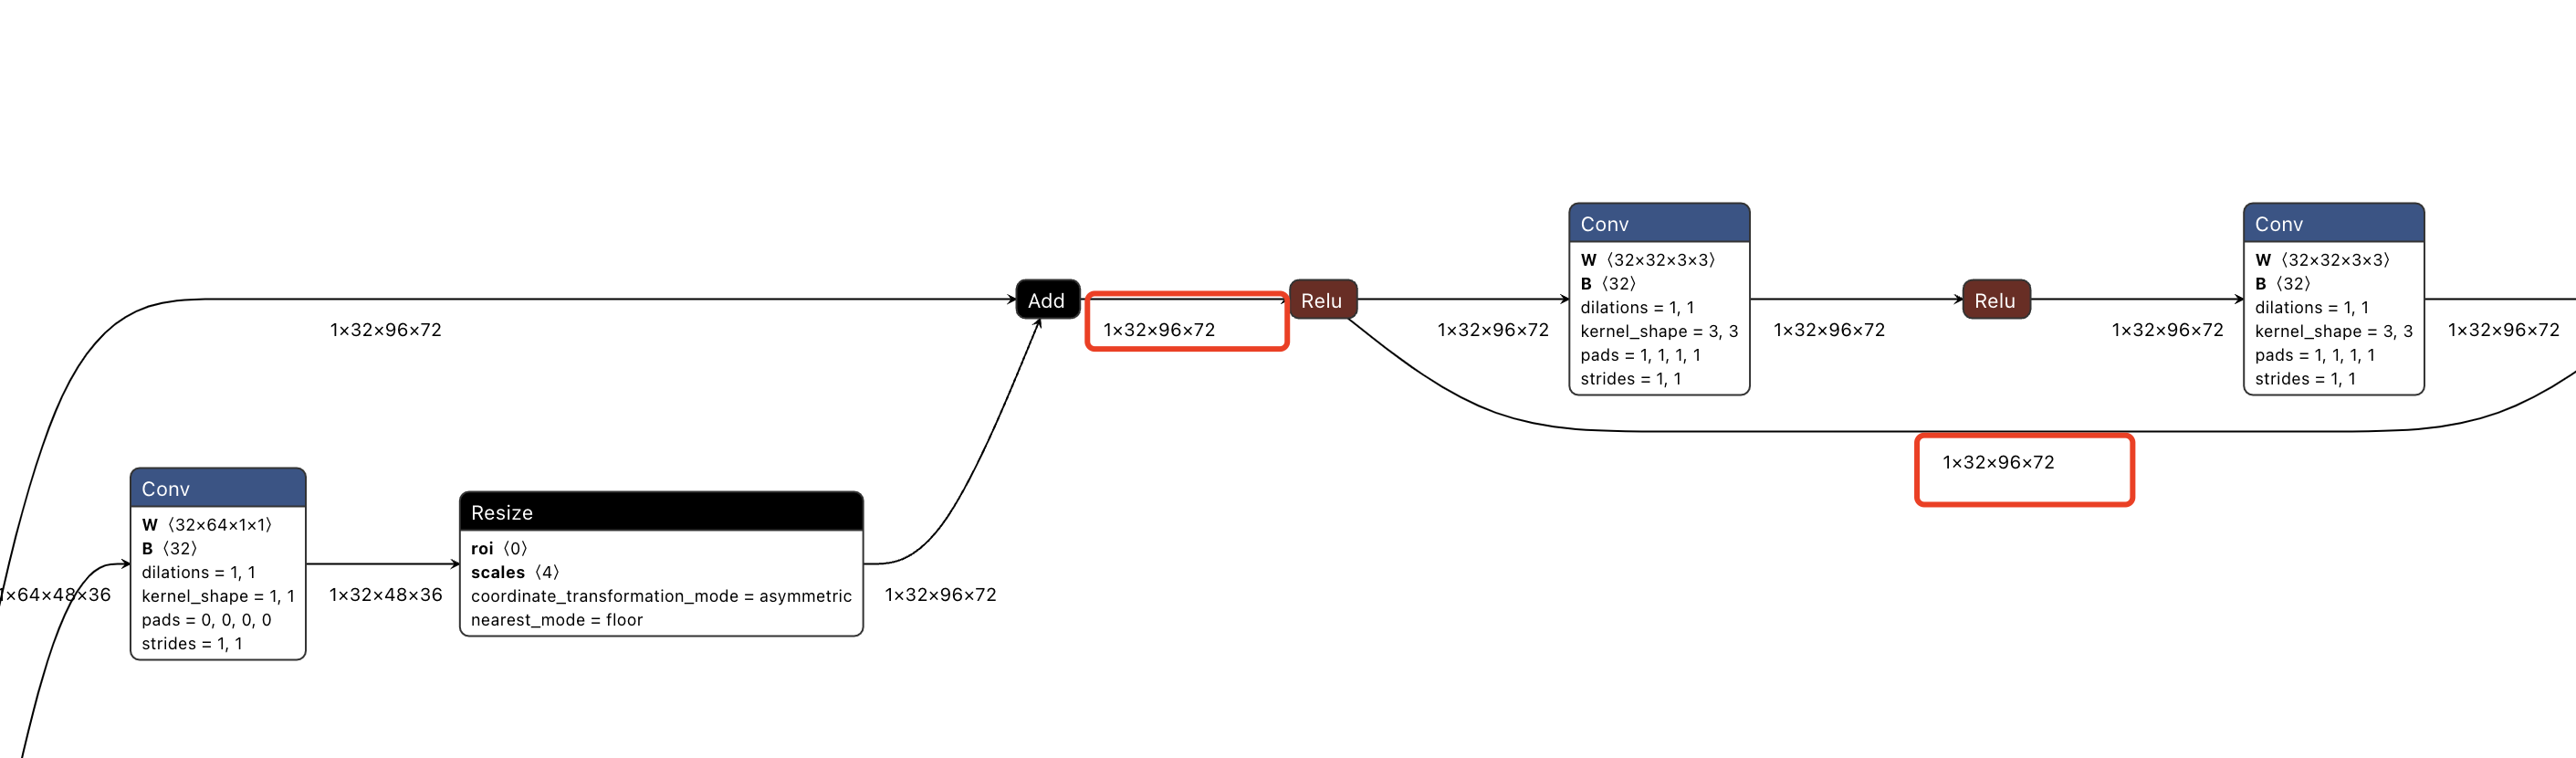 Conv
W ⟨32×32×3×3⟩
B ⟨32⟩
dilations = 1, 1
kernel_shape = 3, 3
pads = 1, 1, 1, 1
strides = 1, 1
Conv
W ⟨32×32×3×3⟩
B ⟨32⟩
dilations = 1, 1
kernel_shape = 3, 3
pads = 1, 1, 1, 1
strides = 1, 1
Add
Relu
Relu
1×32×96×72
1×32×96×72
1×32×96×72
1×32×96×72
1×32×96×72
1×32×96×72
1×32×96×72
Conv
W ⟨32×64×1×1⟩
B ⟨32⟩
dilations = 1, 1
kernel_shape = 1, 1
pads = 0, 0, 0, 0
strides = 1, 1
Resize
roi ⟨0⟩
scales ⟨4⟩
coordinate_transformation_mode = asymmetric
nearest_mode = floor
1×64×48×36
1×32×48×36
1×32×96×72